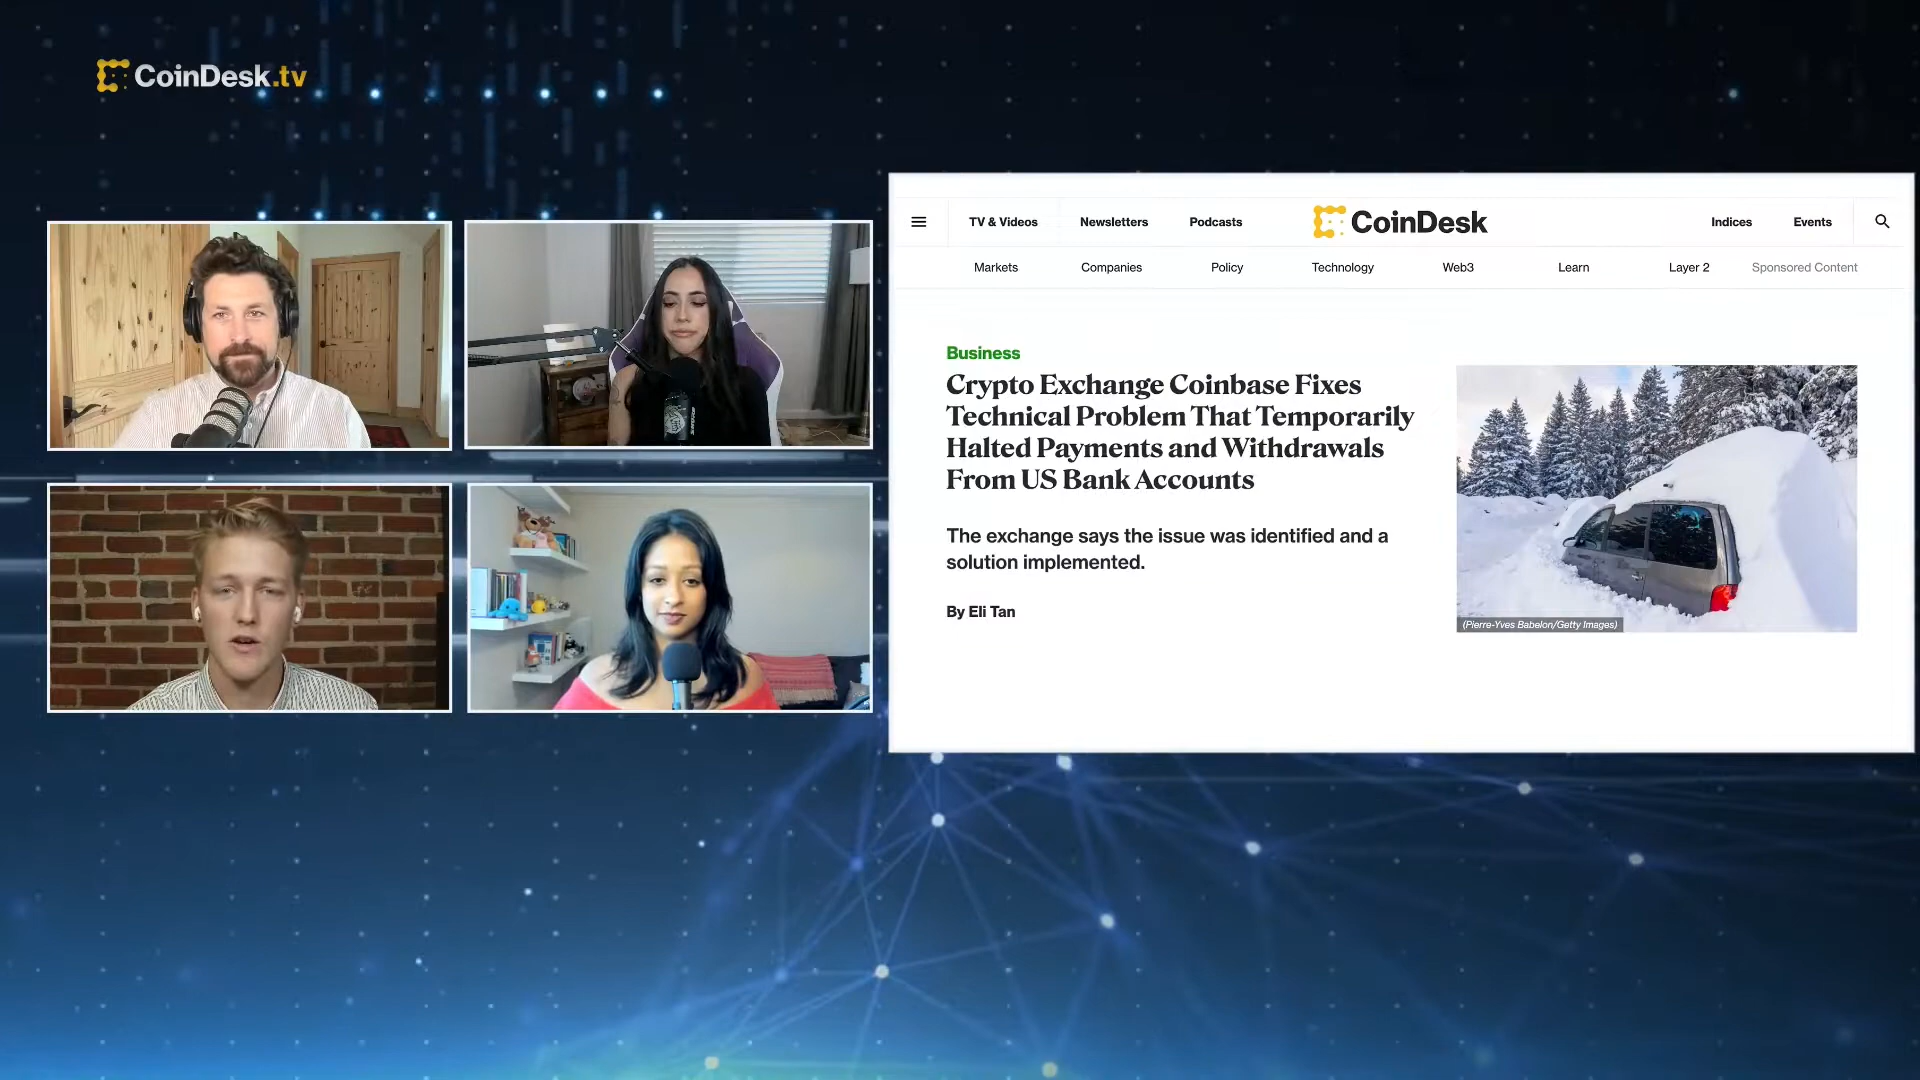 CoinDesk.tv
TV & Videos
Newsletters
Podcasts
CoinDesk
Indices
Events
Markets
Companies
Policy
Technology
Web3
Learn
Layer 2
Sponsored Content
Business
Crypto Exchange Coinbase Fixes
Technical Problem That Temporarily
Halted Payments and Withdrawals
From US Bank Accounts
The exchange says the issue was identified and a
solution implemented.
By Eli Tan
(Pierre-Yves Babelon/Getty Images)